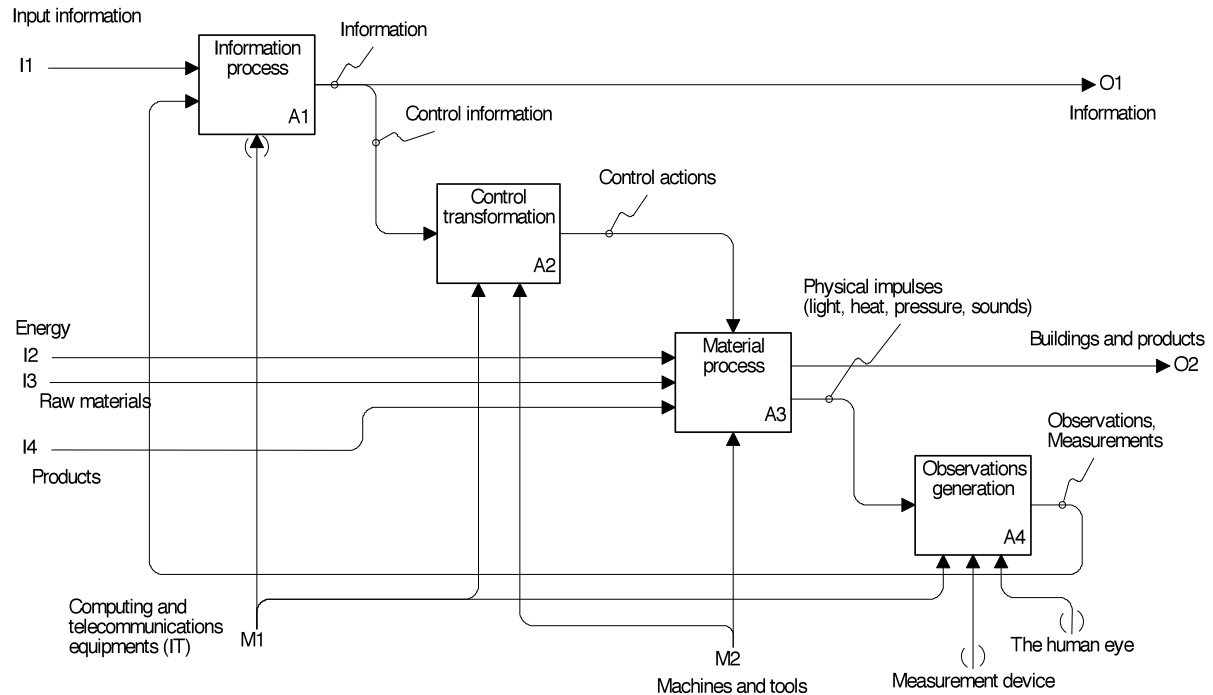 Input information
I1
Information
process
A1
Information
O1
Information
Control information
Control
transformation
A2
Control actions
Physical impulses
(light, heat, pressure, sounds)
Energy
I2
I3
Raw materials
I4
Products
Material
process
A3
Buildings and products
O2
Observations,
Measurements
Observations
generation
A4
Computing and
telecommunications
equipments (IT)
M1
M2
Machines and tools
The human eye
Measurement device